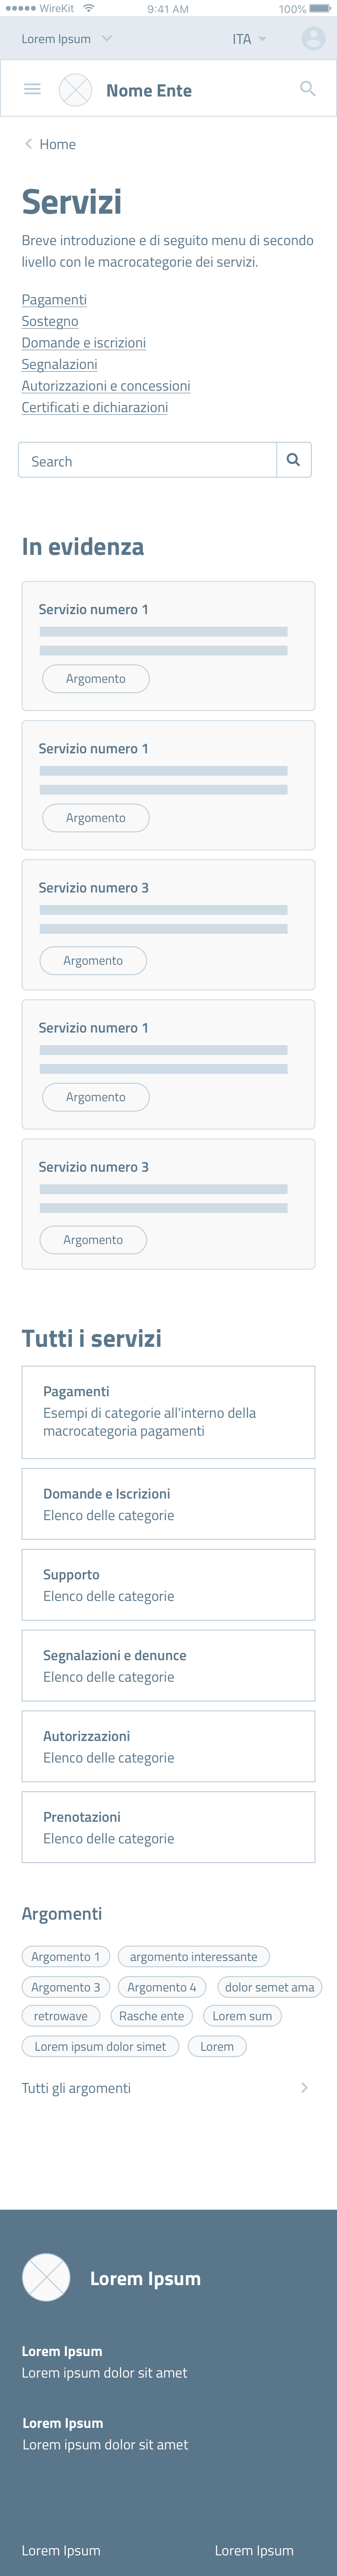 WireKit 9:41 AM 100%
Lorem Ipsum ITA
Nome Ente
Home
Servizi
Breve introduzione e di seguito menu di secondo
livello con le macrocategorie dei servizi.
Pagamenti
Sostegno
Domande e iscrizioni
Segnalazioni
Autorizzazioni e concessioni
Certificati e dichiarazioni
Search
In evidenza
Servizio numero 1
Argomento
Servizio numero 1
Argomento
Servizio numero 3
Argomento
Servizio numero 1
Argomento
Servizio numero 3
Argomento
Tutti i servizi
Pagamenti
Esempi di categorie all'interno della
macrocategoria pagamenti
Domande e Iscrizioni
Elenco delle categorie
Supporto
Elenco delle categorie
Segnalazioni e denunce
Elenco delle categorie
Autorizzazioni
Elenco delle categorie
Prenotazioni
Elenco delle categorie
Argomenti
Argomento 1 argomento interessante
Argomento 3 Argomento 4 dolor semet ama
retrowave Rasche ente Lorem sum
Lorem ipsum dolor simet Lorem
Tutti gli argomenti
Lorem Ipsum
Lorem Ipsum
Lorem ipsum dolor sit amet
Lorem Ipsum
Lorem ipsum dolor sit amet
Lorem Ipsum Lorem Ipsum